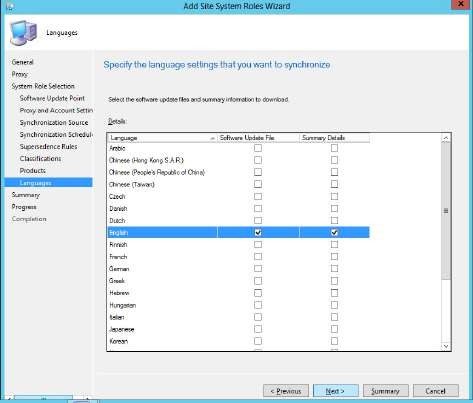 Add Site System Roles Wizard
x
Languages
General
Proxy
System Role Selection
Software Update Point
Proxy and Account Settin
Synchronization Source
Synchronization Schedul
Supersedence Rules
Classifications
Products
Languages
Summary
Progress
Completion
Specify the language settings that you want to synchronize
Select the software update files and summary information to download.
Details:
Language Software Update File Summary Details
Arabic
Chinese (Hong Kong S.A.R.)
Chinese (People's Republic of China)
Chinese (Taiwan)
Czech
Danish
Dutch
English
Finnish
French
German
Greek
Hebrew
Hungarian
Italian
Japanese
Korean
< Previous Next > Summary Cancel